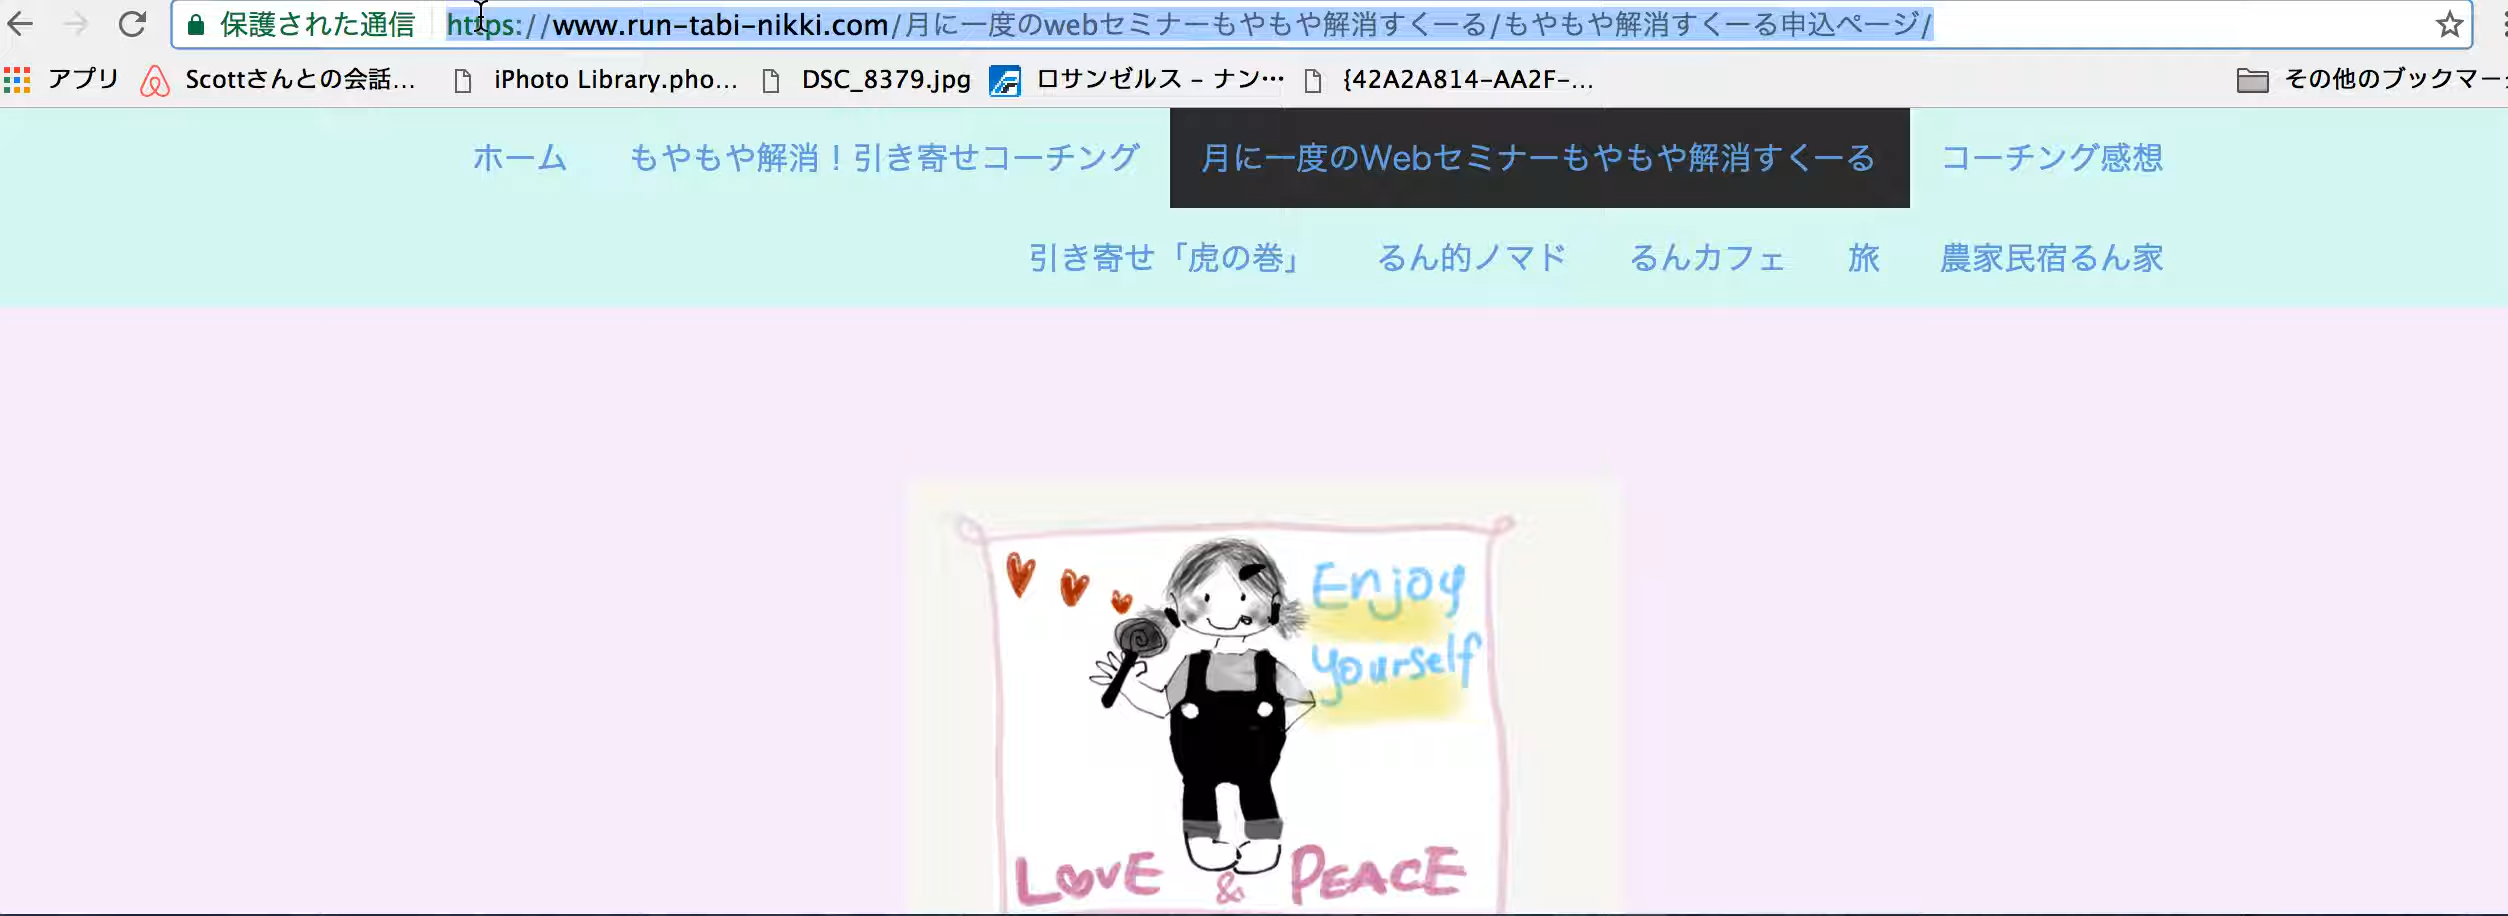 保護された通信 https://www.run-tabi-nikki.com/月に一度のwebセミナーもやもや解消すくーる/もやもや解消すくーる申込ページ/
アプリ Scottさんとの会話... iPhoto Library.pho... DSC_8379.jpg ロサンゼルス – ナン… {42A2A814-AA2F-... その他のブックマーク
ホーム もやもや解消！引き寄せコーチング 月に一度のWebセミナーもやもや解消すくーる コーチング感想
引き寄せ「虎の巻」 るん的ノマド るんカフェ 旅 農家民宿るん家
Enjoy
yourself
LOVE & PEACE